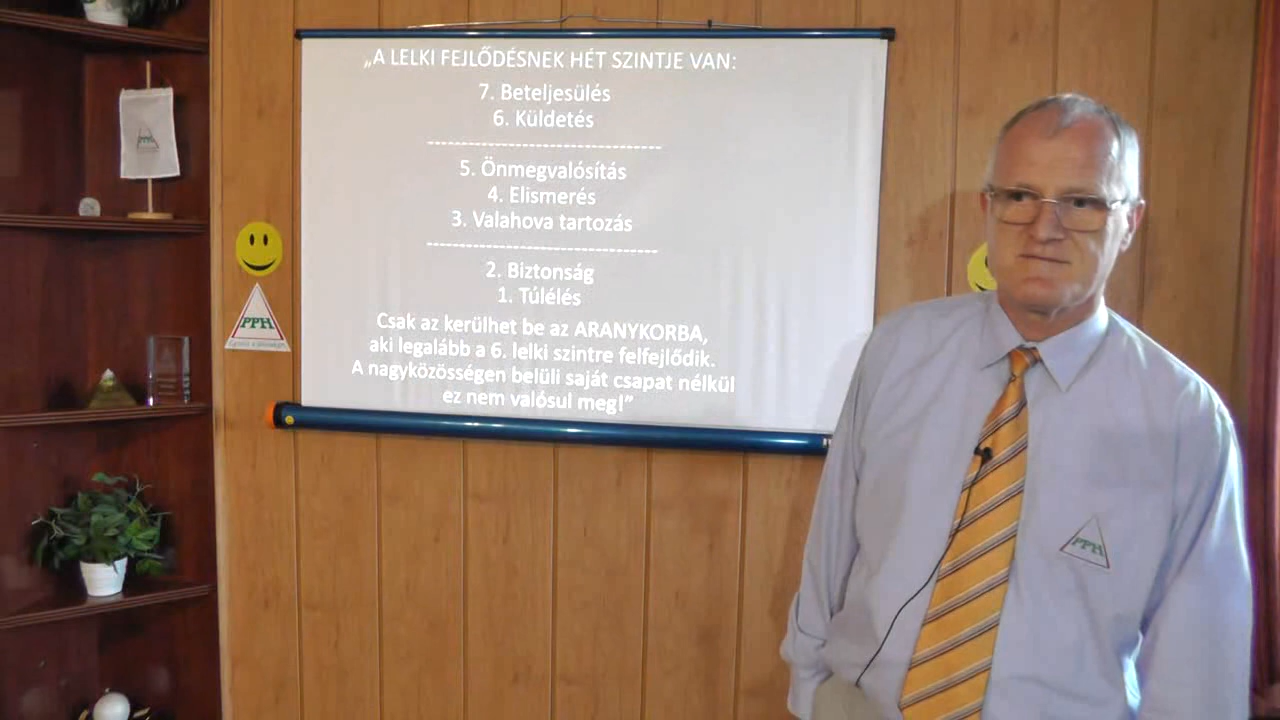 „A LELKI FEJLŐDÉSNEK HÉT SZINTJE VAN:
7. Beteljesülés
6. Küldetés
-------------------------------
5. Önmegvalósítás
4. Elismerés
3. Valahova tartozás
-------------------------------
2. Biztonság
1. Túlélés
Csak az kerülhet be az ARANYKORBA,
aki legalább a 6. lelki szintre felfejlődik.
A nagyközösségen belüli saját csapat nélkül
ez nem valósul meg!”
PPH
PPH
PPH